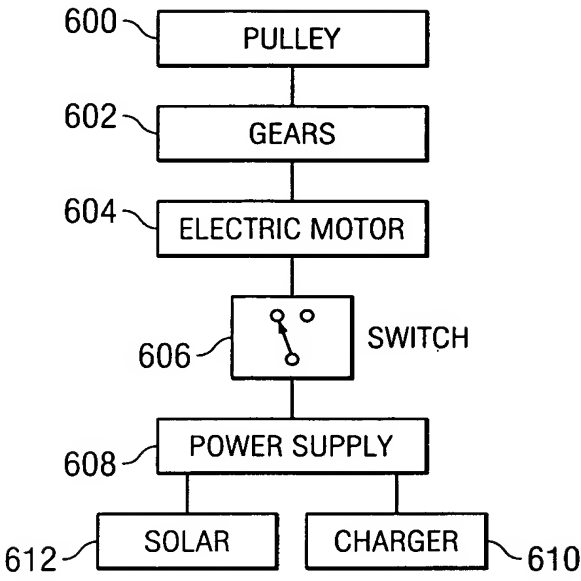 600
PULLEY
602
GEARS
604
ELECTRIC MOTOR
606
SWITCH
608
POWER SUPPLY
612
SOLAR
CHARGER
610